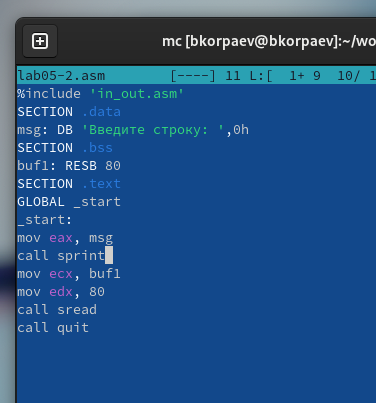 mc [bkorpaev@bkorpaev]:~/wo
lab05-2.asm [----] 11 L:[ 1+ 9 10/ 1
%include 'in_out.asm'
SECTION .data
msg: DB 'Введите строку: ',0h
SECTION .bss
buf1: RESB 80
SECTION .text
GLOBAL _start
_start:
mov eax, msg
call sprint
mov ecx, buf1
mov edx, 80
call sread
call quit